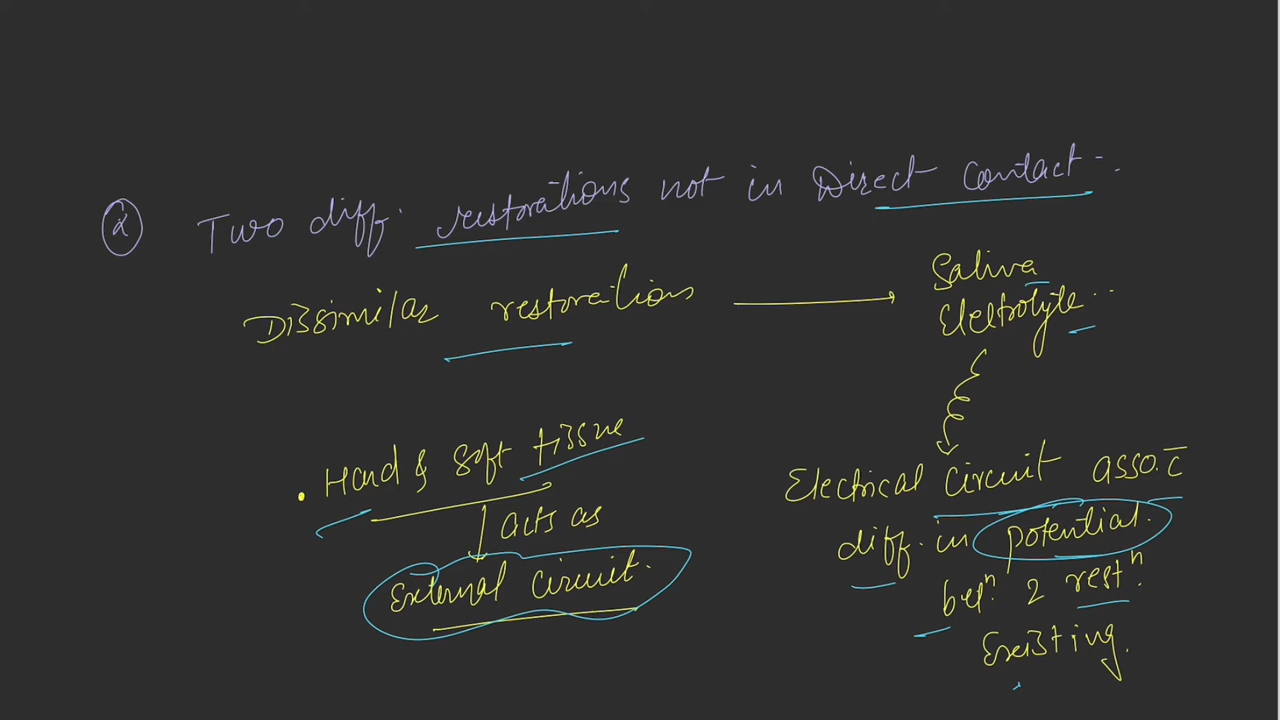 2 Two diff. restorations not in Direct contact..
Dissimilar restorations → Saliva
Electrolyte..
• Hard & Soft tissue
↓ acts as
External circuit.
Electrical circuit asso. c̅
diff. in potential.
betⁿ. 2 restⁿ.
Existing.